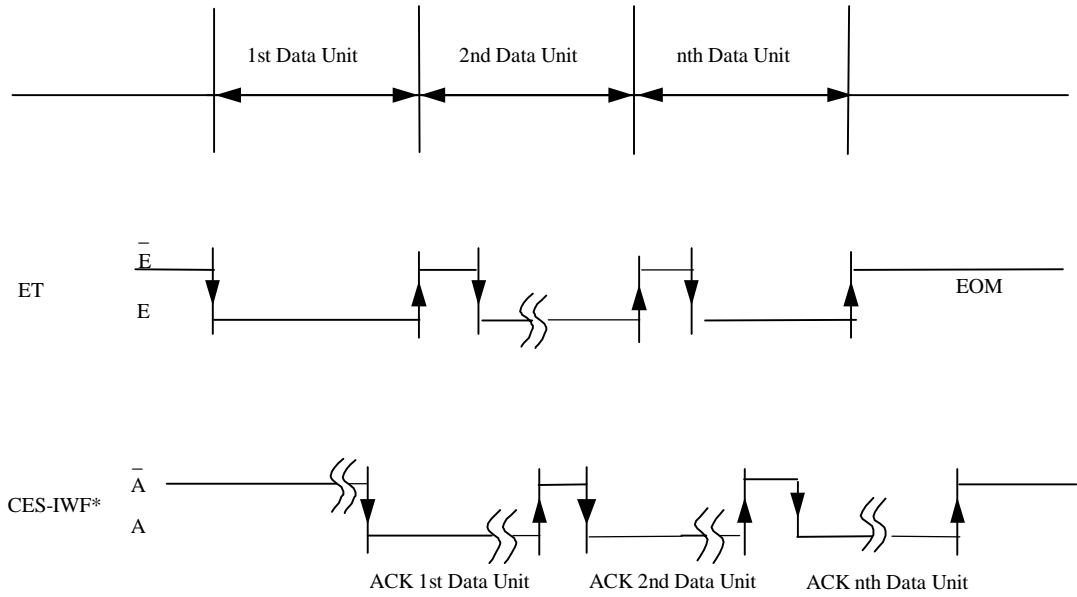 1st Data Unit
2nd Data Unit
nth Data Unit
Ē
ET
E
EOM
Ā
CES-IWF*
A
ACK 1st Data Unit
ACK 2nd Data Unit
ACK nth Data Unit